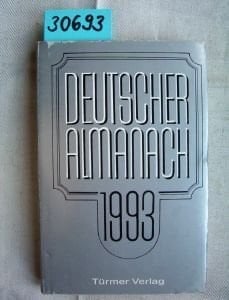 30693
DEUTSCHER
ALMANACH
1993
Türmer Verlag